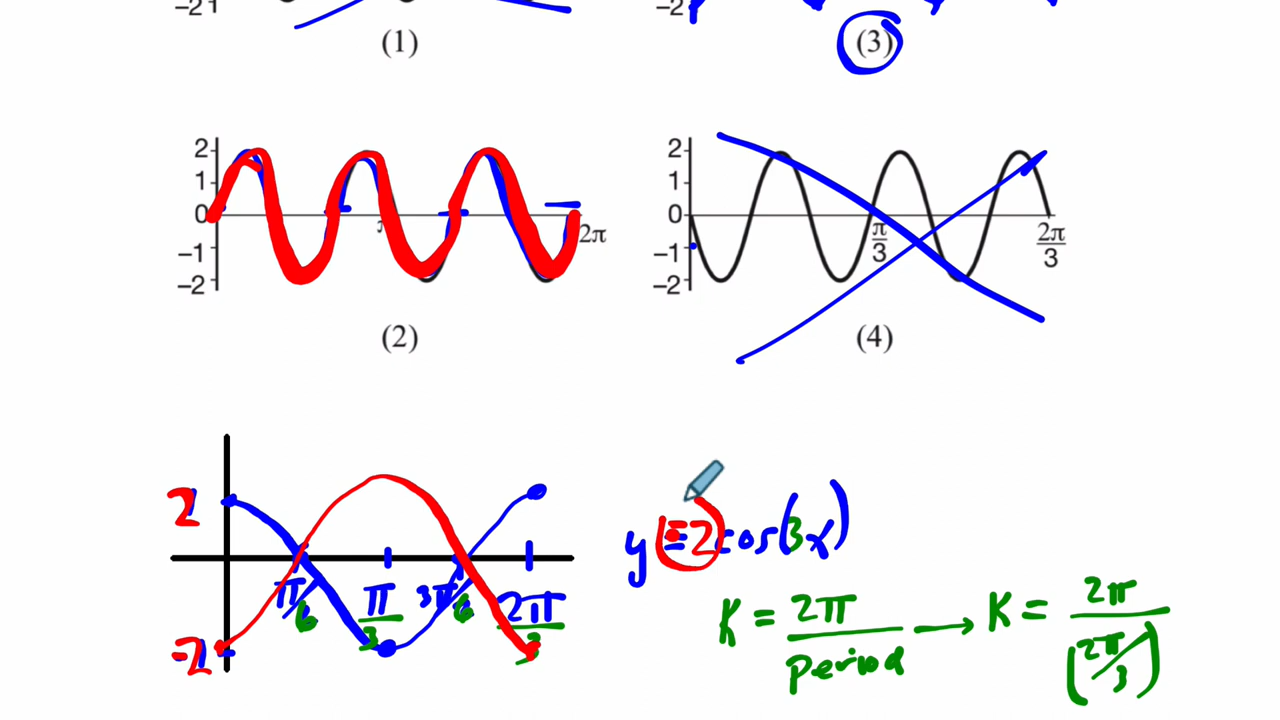 -2 -2
(1) (3)
2 2
1 1
0 0
-1 -1
-2 -2
2π π/3 2π/3
(2) (4)
2
-2
π/6 π/3 3π/6 2π/3
y = -2 cos(3x)
K = 2π/period → K = 2π/(2π/3)